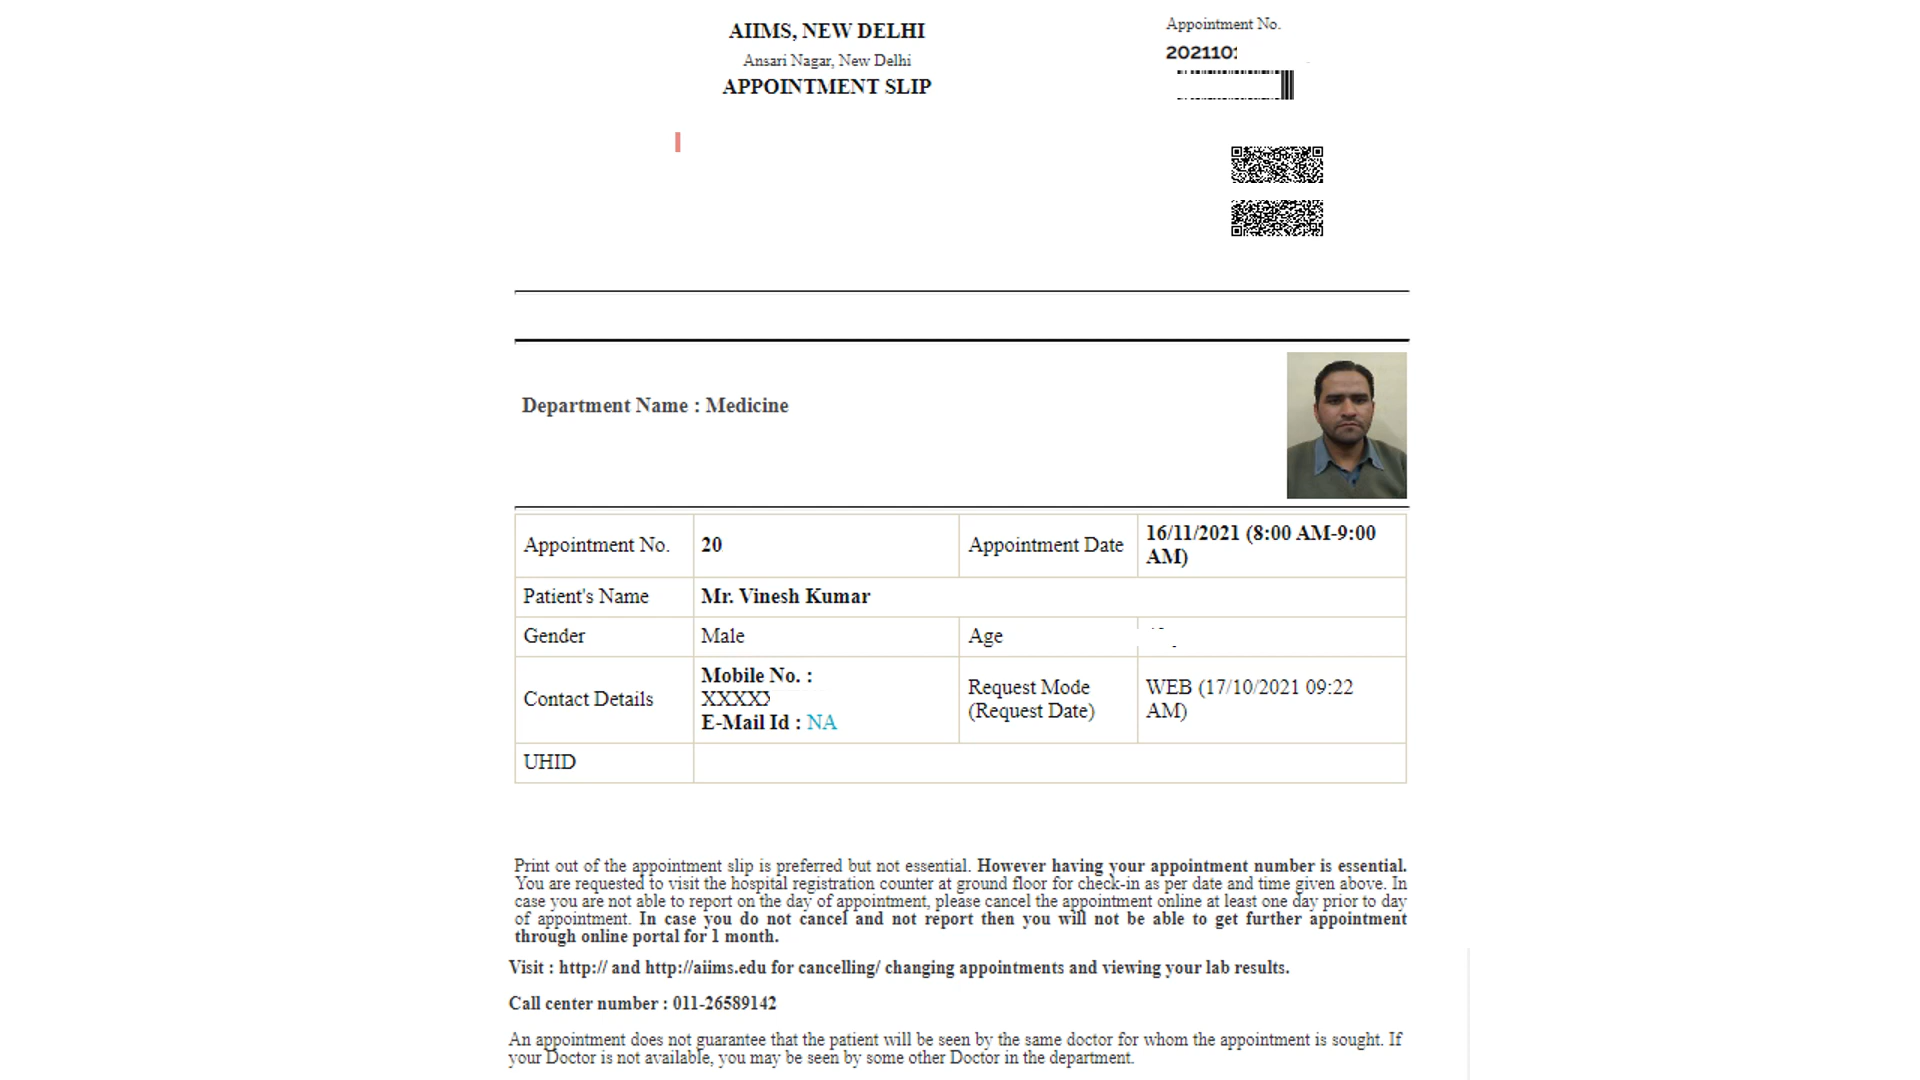 AIIMS, NEW DELHI
Ansari Nagar, New Delhi
APPOINTMENT SLIP
Appointment No.
202110
Department Name : Medicine
Appointment No. 20 Appointment Date 16/11/2021 (8:00 AM-9:00
AM)
Patient's Name Mr. Vinesh Kumar
Gender Male Age
Contact Details Mobile No. :
XXXXX
E-Mail Id : NA
Request Mode
(Request Date)
WEB (17/10/2021 09:22
AM)
UHID
Print out of the appointment slip is preferred but not essential. However having your appointment number is essential.
You are requested to visit the hospital registration counter at ground floor for check-in as per date and time given above. In
case you are not able to report on the day of appointment, please cancel the appointment online at least one day prior to day
of appointment. In case you do not cancel and not report then you will not be able to get further appointment
through online portal for 1 month.
Visit : http:// and http://aiims.edu for cancelling/ changing appointments and viewing your lab results.
Call center number : 011-26589142
An appointment does not guarantee that the patient will be seen by the same doctor for whom the appointment is sought. If
your Doctor is not available, you may be seen by some other Doctor in the department.